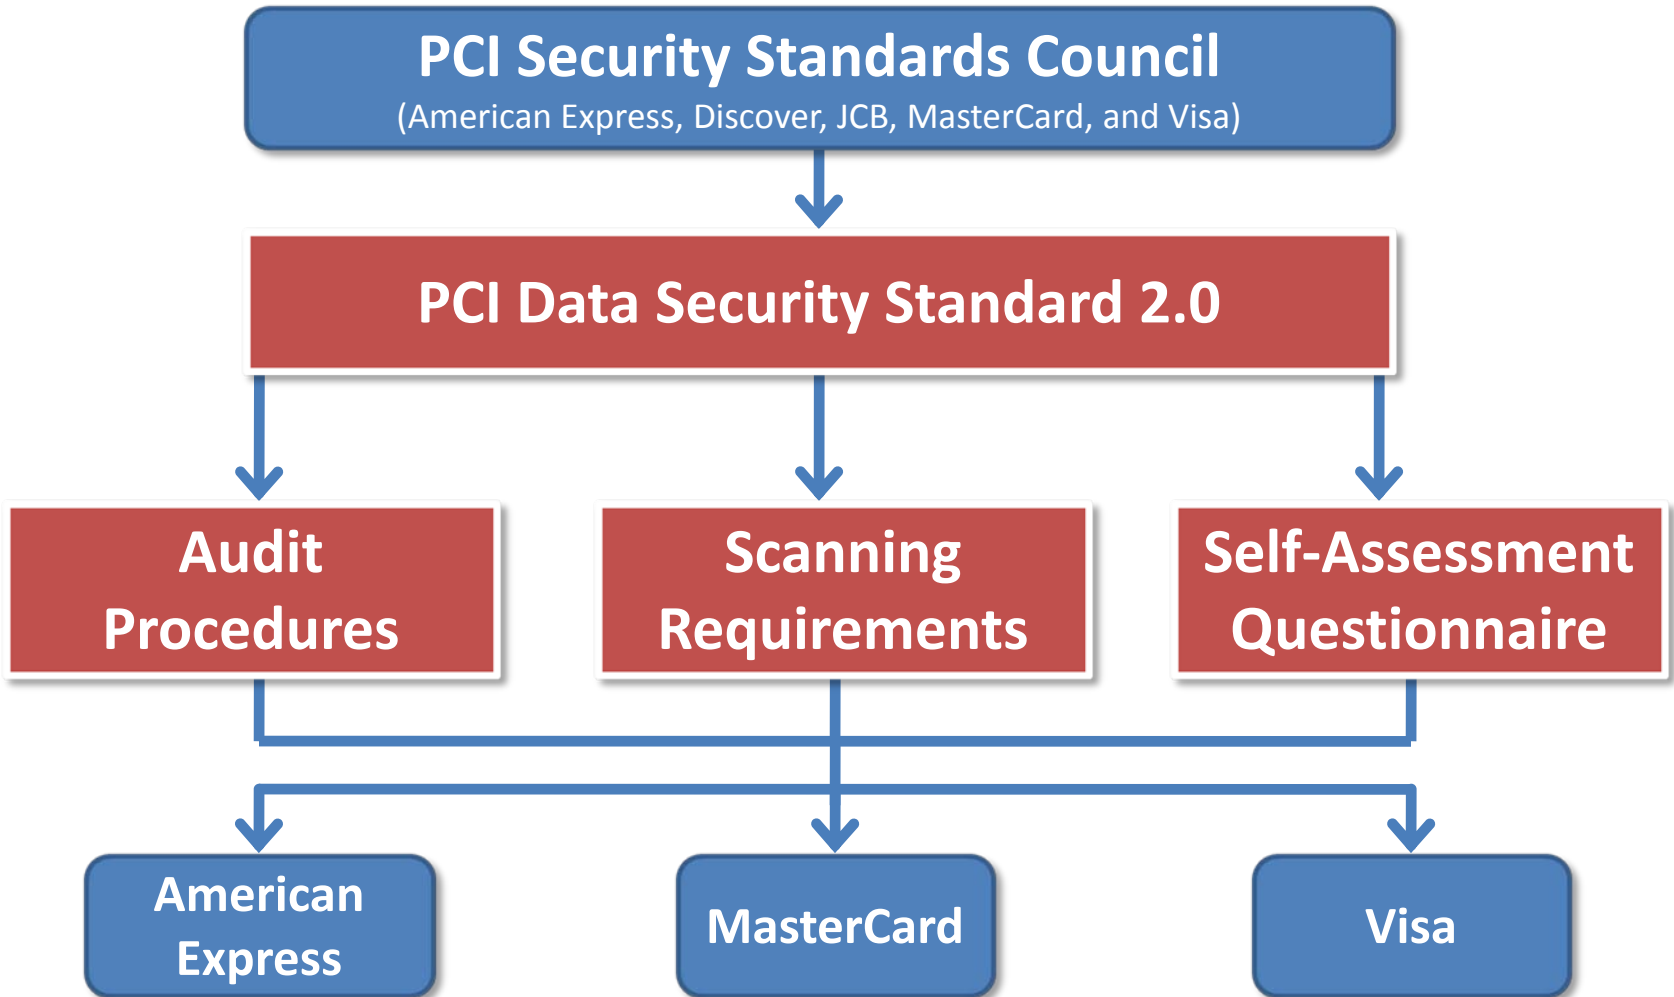 PCI Security Standards Council
(American Express, Discover, JCB, MasterCard, and Visa)
PCI Data Security Standard 2.0
Audit
Procedures
Scanning
Requirements
Self-Assessment
Questionnaire
American
Express
MasterCard
Visa